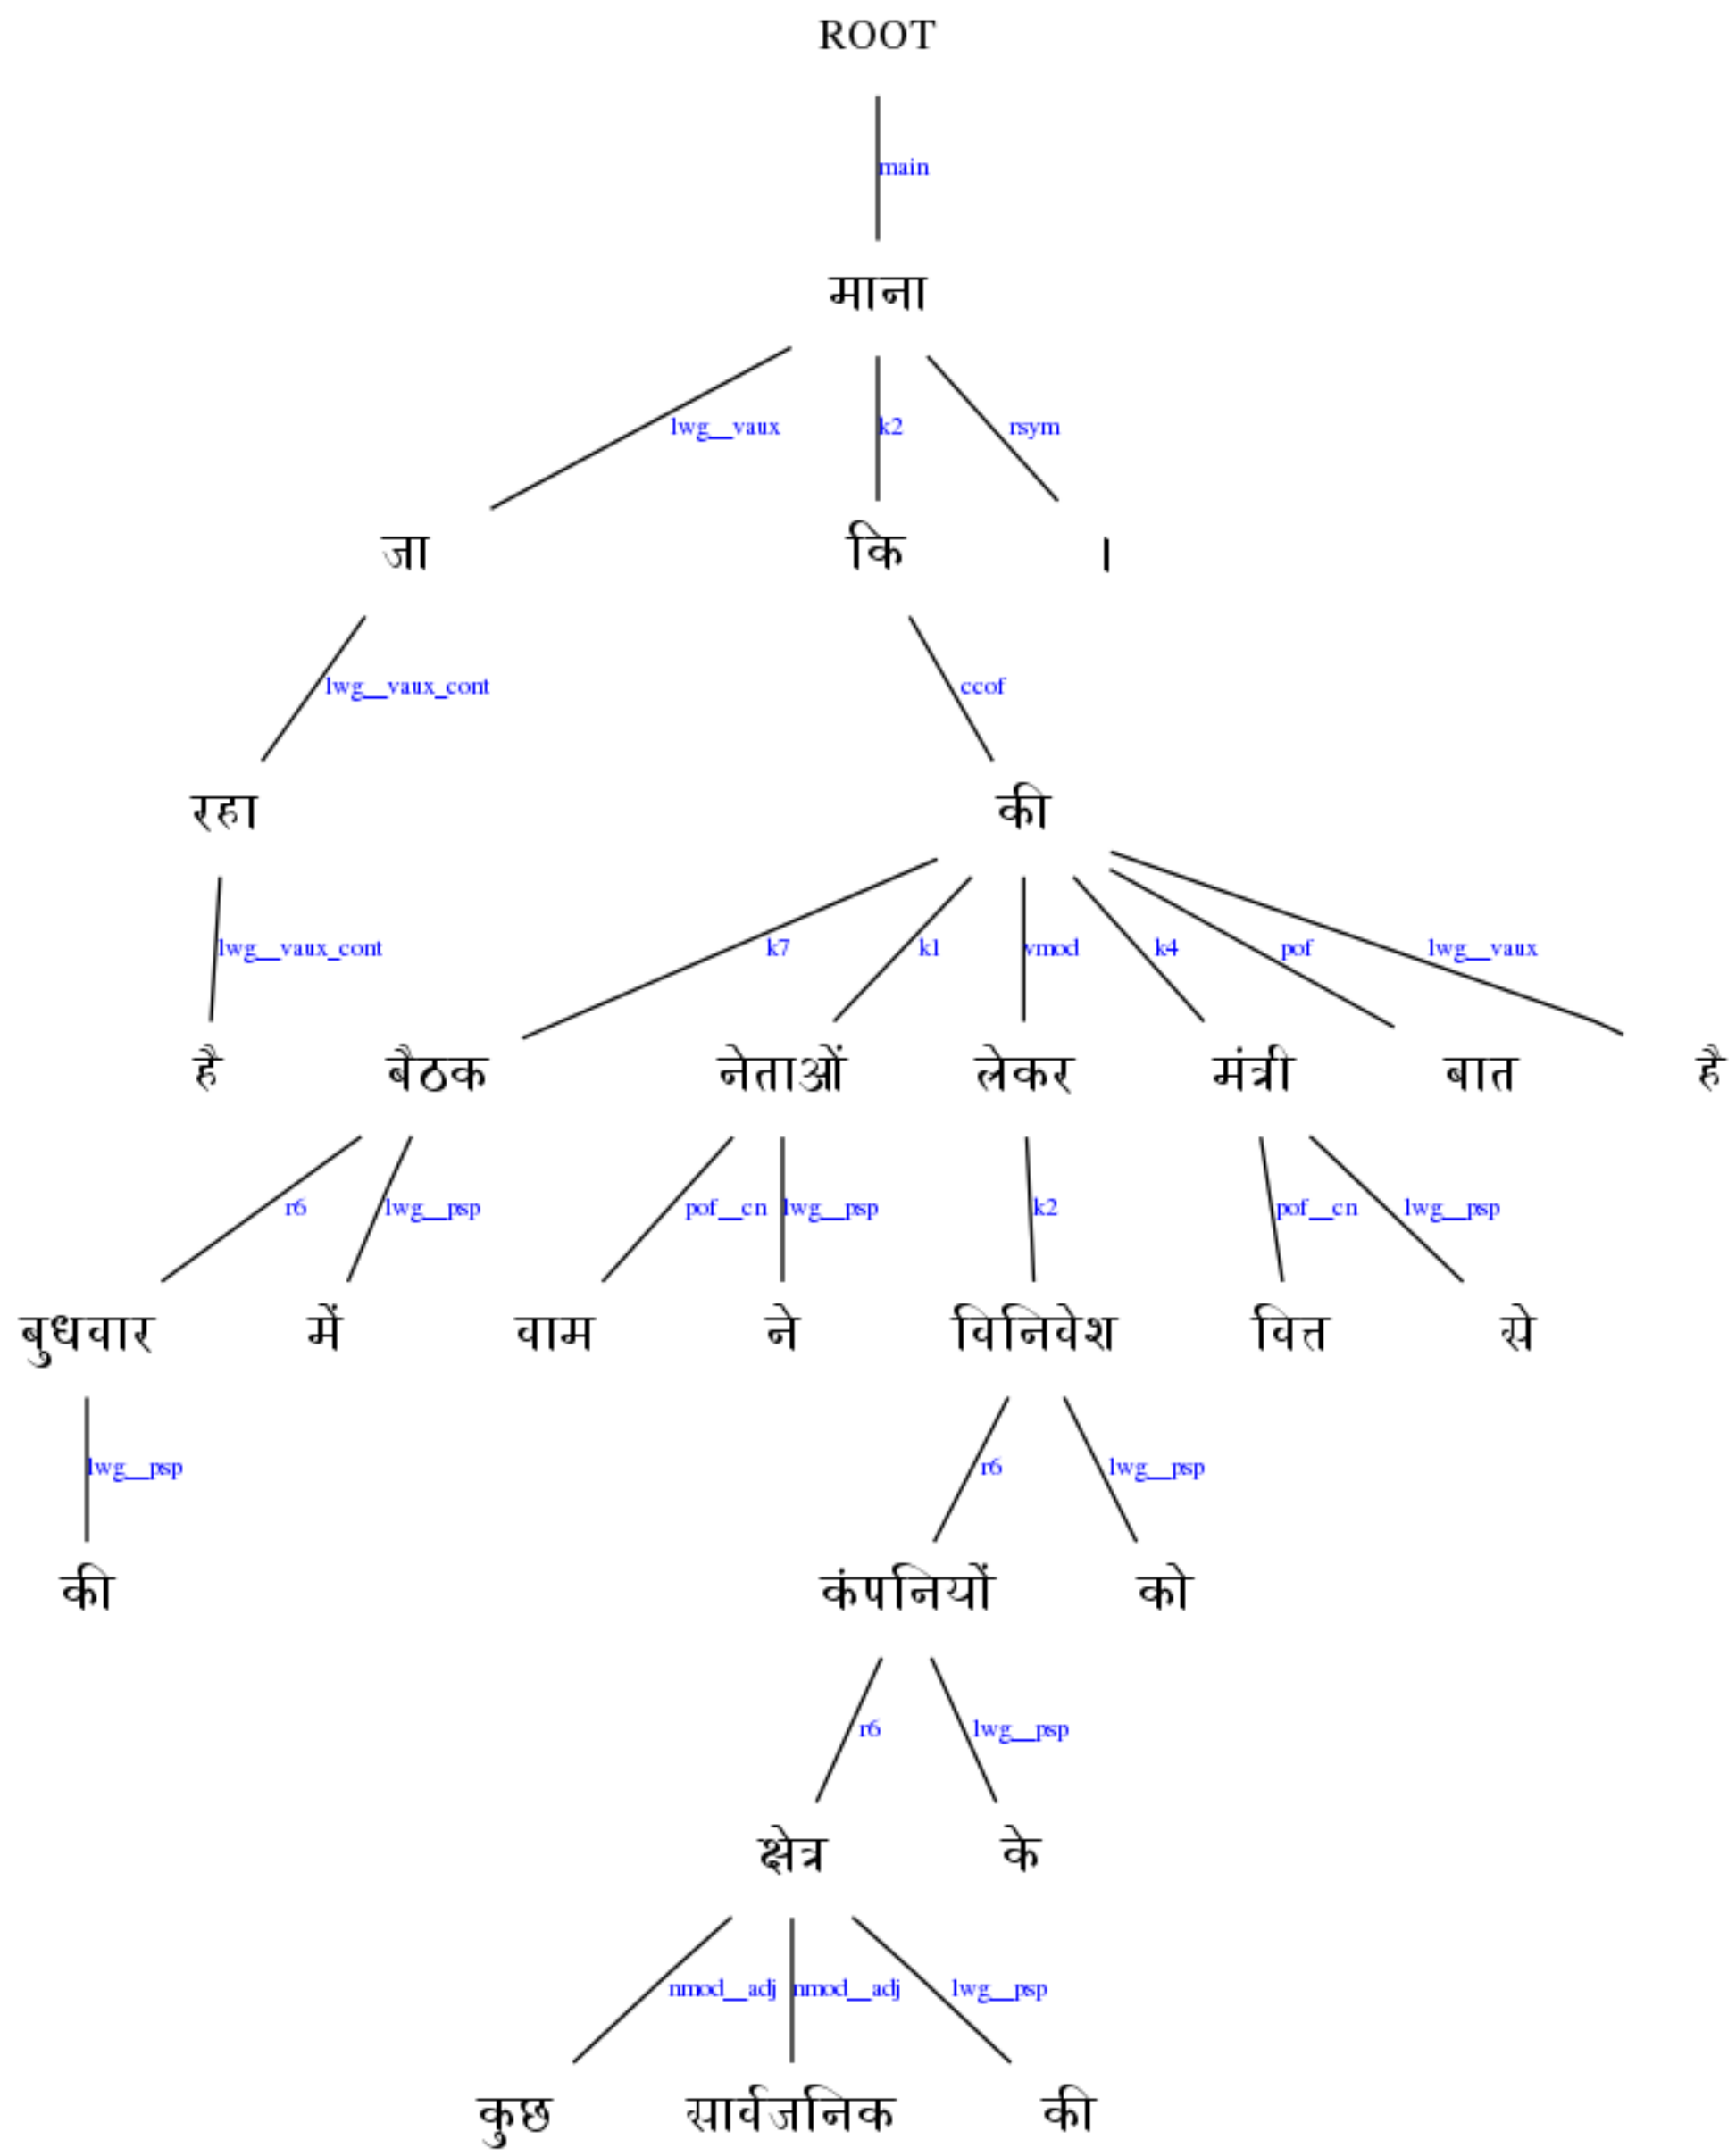 ROOT
main
माना
lwg__vaux k2 rsym
जा कि ।
lwg__vaux_cont ccof
रहा की
lwg__vaux_cont k7 k1 vmod k4 pof lwg__vaux
है बैठक नेताओं लेकर मंत्री बात है
r6 lwg__psp pof__cn lwg__psp k2 pof__cn lwg__psp
बुधवार में वाम ने विनिवेश वित्त से
lwg__psp r6 lwg__psp
की कंपनियों को
r6 lwg__psp
क्षेत्र के
nmod__adj nmod__adj lwg__psp
कुछ सार्वजनिक की